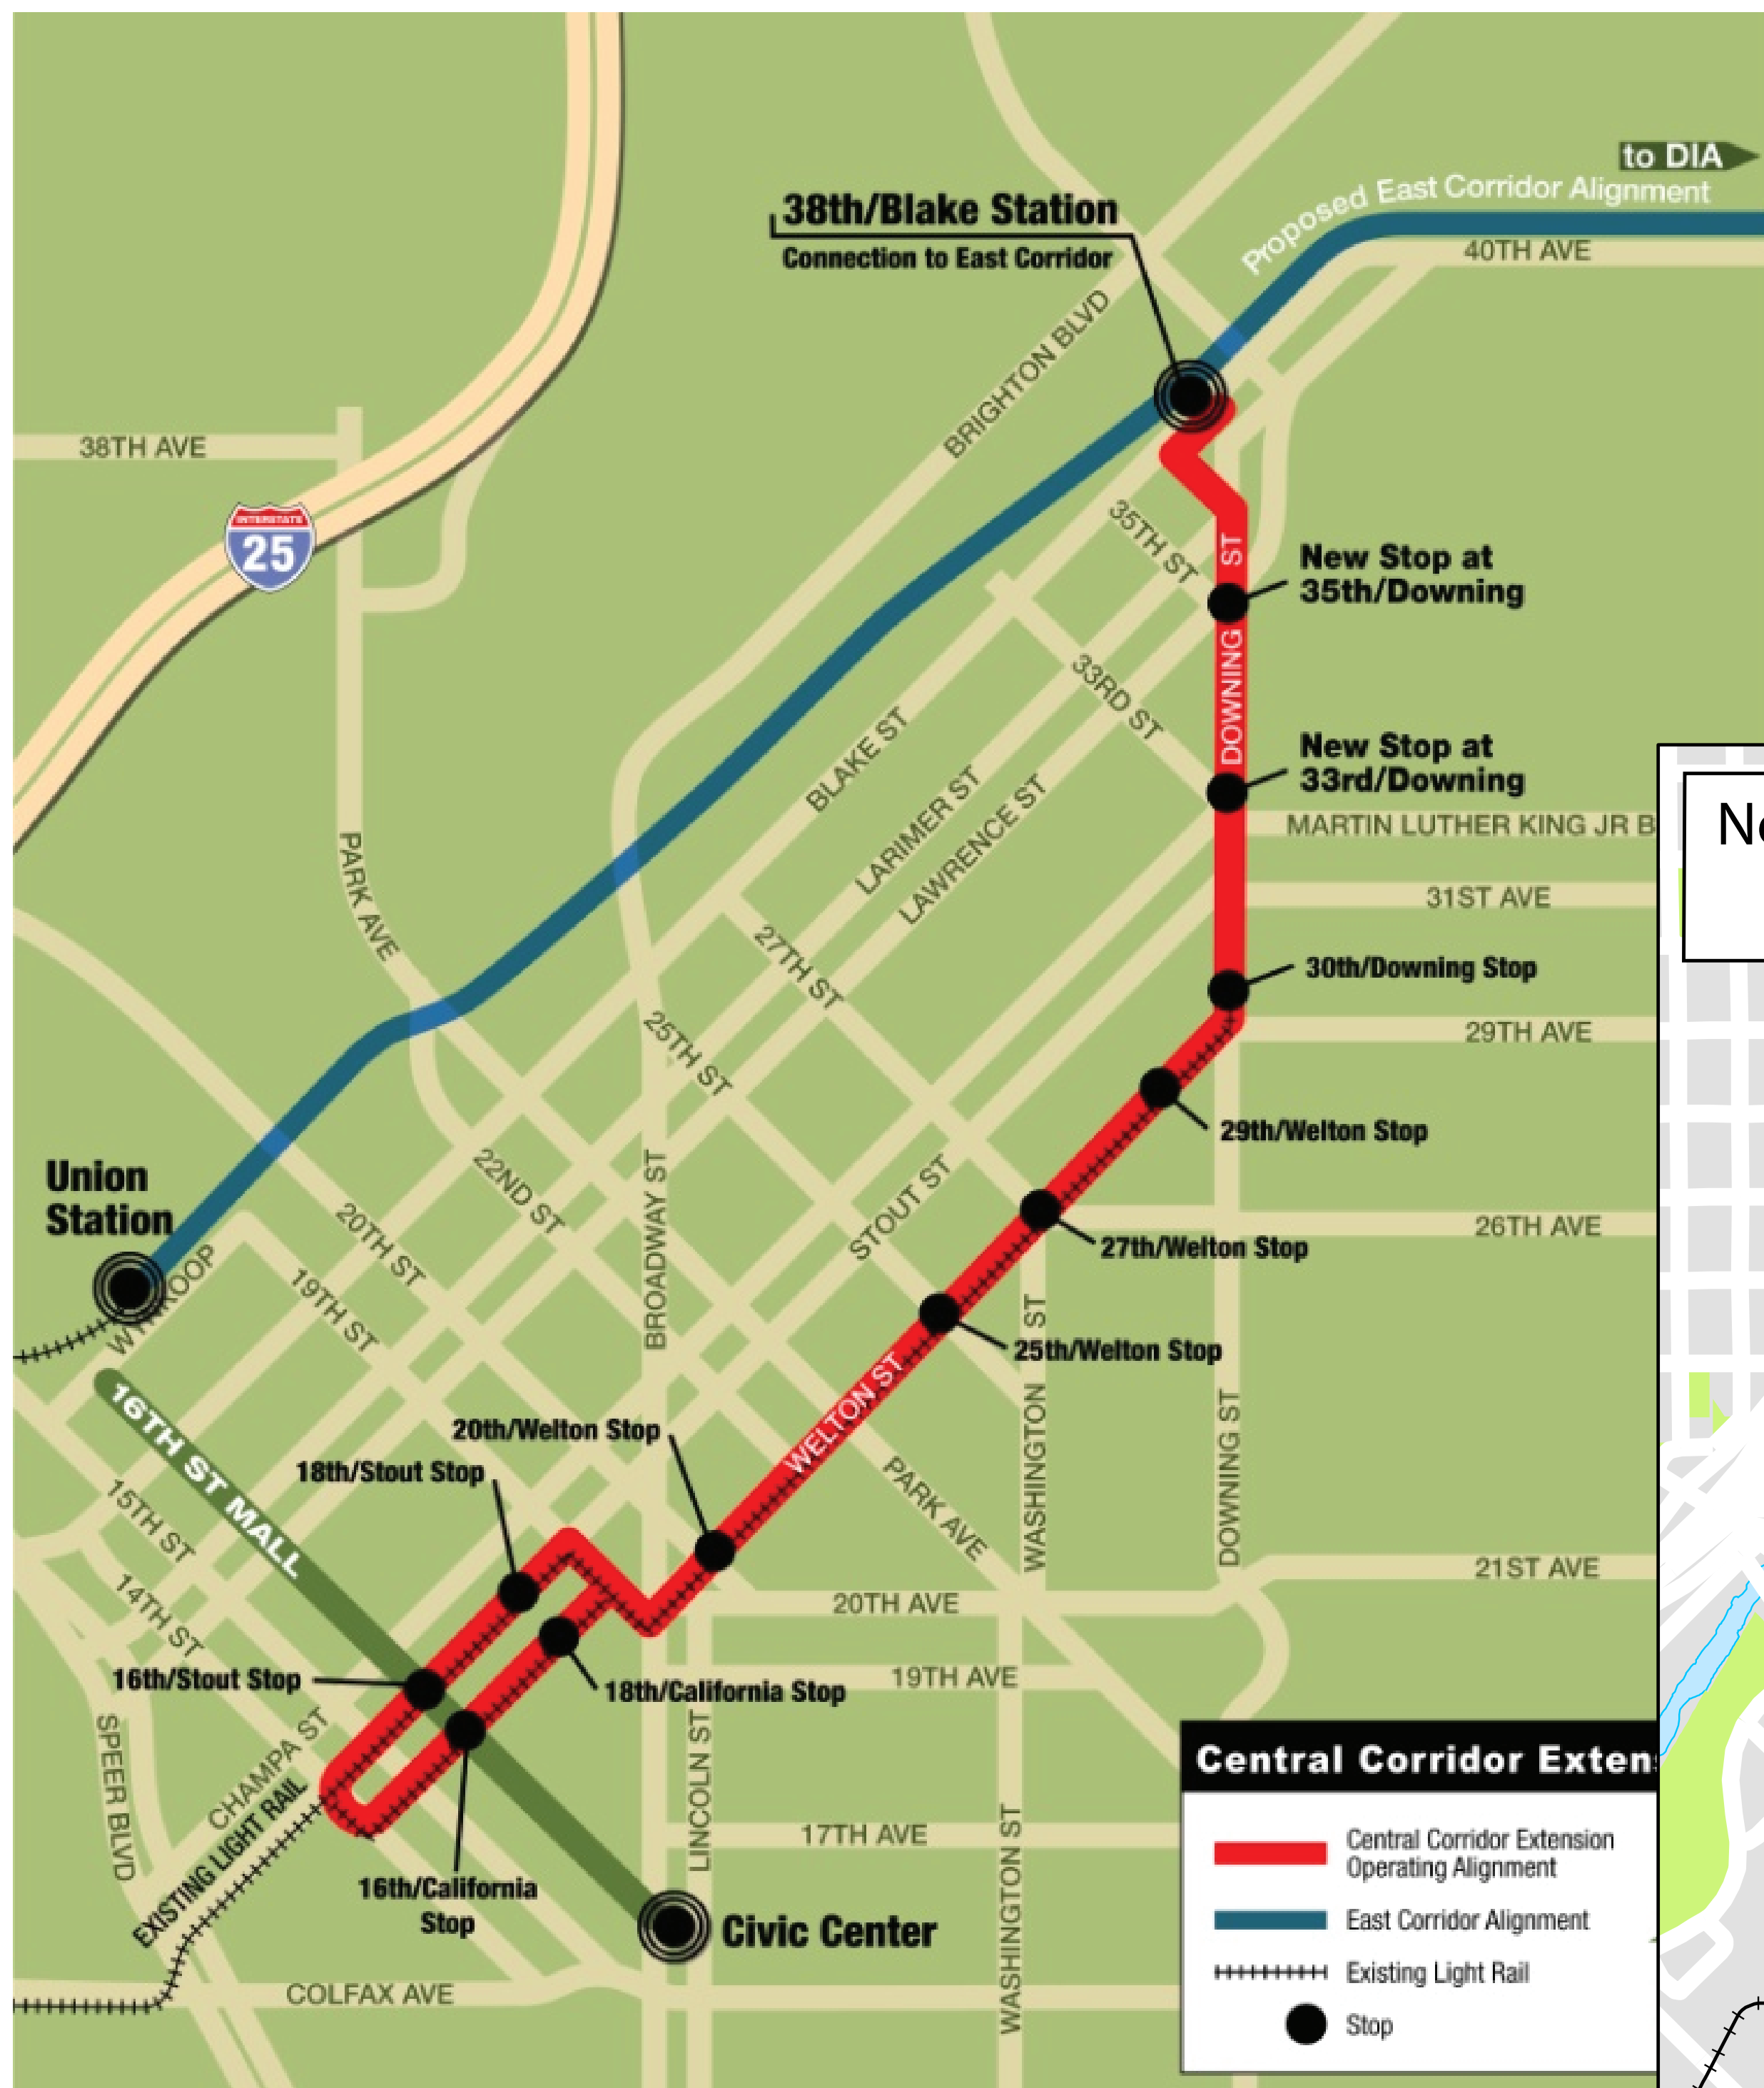 to DIA
Proposed East Corridor Alignment
40TH AVE
38th/Blake Station
Connection to East Corridor
BRIGHTON BLVD
38TH AVE
INTERSTATE
25
35TH ST
DOWNING ST
New Stop at
35th/Downing
33RD ST
New Stop at
33rd/Downing
BLAKE ST
LARIMER ST
LAWRENCE ST
MARTIN LUTHER KING JR B
No
PARK AVE
31ST AVE
27TH ST
30th/Downing Stop
25TH ST
29TH AVE
29th/Welton Stop
Union
Station
22ND ST
BROADWAY ST
STOUT ST
20TH ST
26TH AVE
27th/Welton Stop
WYNKOOP
19TH ST
WASHINGTON ST
25th/Welton Stop
WELTON ST
16TH ST MALL
20th/Welton Stop
18th/Stout Stop
PARK AVE
DOWNING ST
15TH ST
14TH ST
21ST AVE
20TH AVE
16th/Stout Stop
18th/California Stop
19TH AVE
SPEER BLVD
CHAMPA ST
EXISTING LIGHT RAIL
LINCOLN ST
17TH AVE
WASHINGTON ST
16th/California
Stop
Civic Center
COLFAX AVE
Central Corridor Extens
Central Corridor Extension
Operating Alignment
East Corridor Alignment
Existing Light Rail
Stop